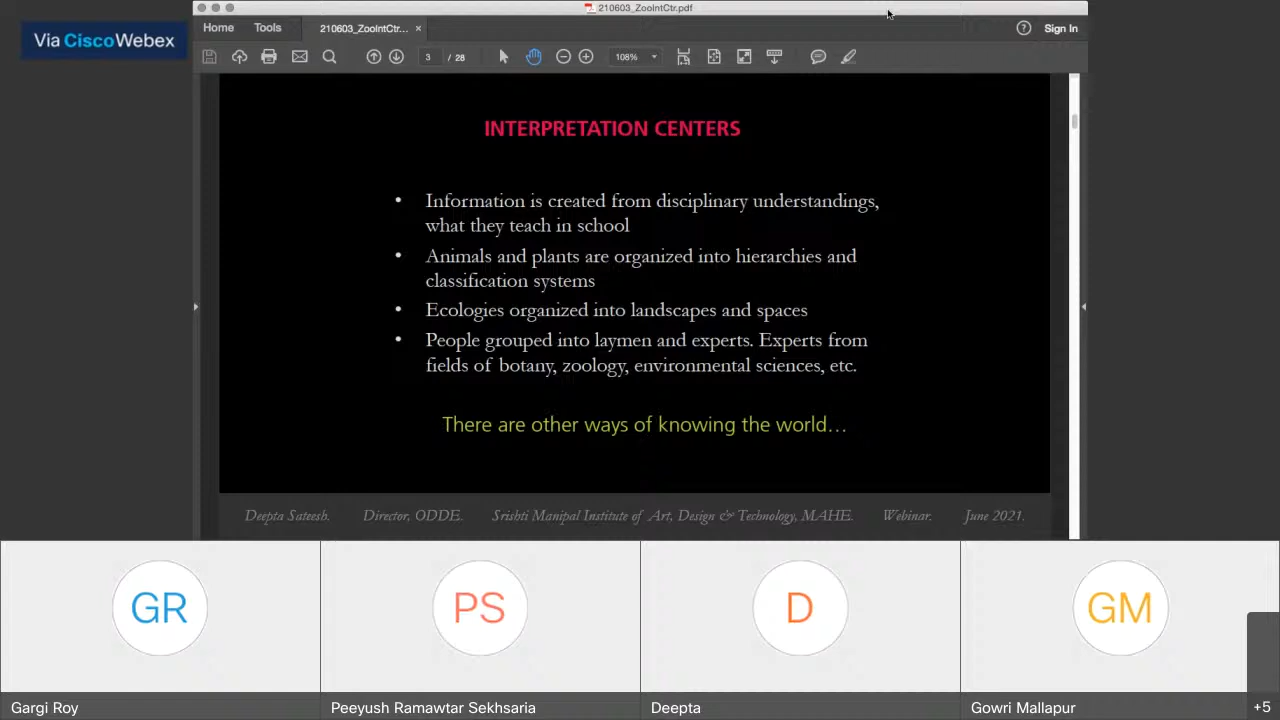 210603_ZooIntCtr.pdf
Via CiscoWebex
Home Tools 210603_ZooIntCtr... × ? Sign In
3 / 28 108%
INTERPRETATION CENTERS
• Information is created from disciplinary understandings,
what they teach in school
• Animals and plants are organized into hierarchies and
classification systems
• Ecologies organized into landscapes and spaces
• People grouped into laymen and experts. Experts from
fields of botany, zoology, environmental sciences, etc.
There are other ways of knowing the world…
Deepta Sateesh. Director, ODDE. Srishti Manipal Institute of Art, Design & Technology, MAHE. Webinar. June 2021.
GR PS D GM
Gargi Roy Peeyush Ramawtar Sekhsaria Deepta Gowri Mallapur +5